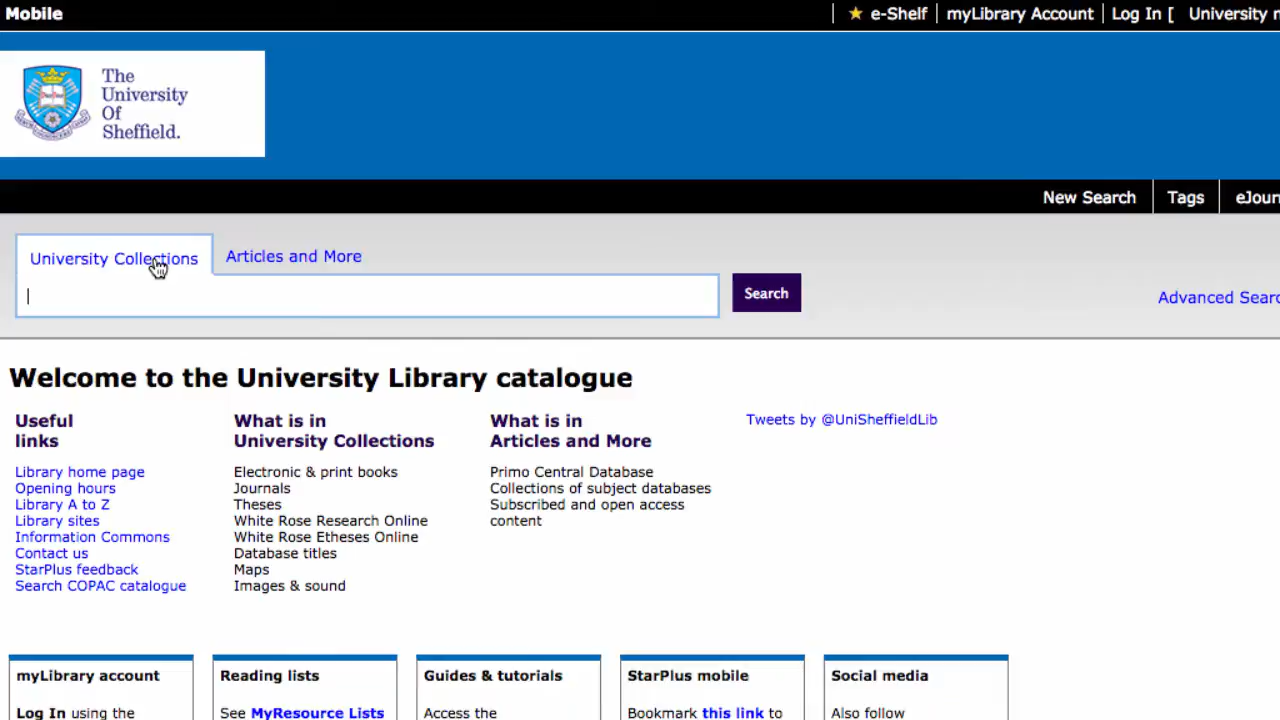 Mobile
e-Shelf
myLibrary Account
Log In [
University
The
University
Of
Sheffield.
New Search
Tags
University Collections
Articles and More
Search
Advanced
Welcome to the University Library catalogue
Useful
links
Library home page
Opening hours
Library A to Z
Library sites
Information Commons
Contact us
StarPlus feedback
Search COPAC catalogue
What is in
University Collections
Electronic & print books
Journals
Theses
White Rose Research Online
White Rose Etheses Online
Database titles
Maps
Images & sound
What is in
Articles and More
Primo Central Database
Collections of subject databases
Subscribed and open access
content
Tweets by @UniSheffieldLib
myLibrary account
Log In using the
Reading lists
See MyResource Lists
Guides & tutorials
Access the
StarPlus mobile
Bookmark this link to
Social media
Also follow